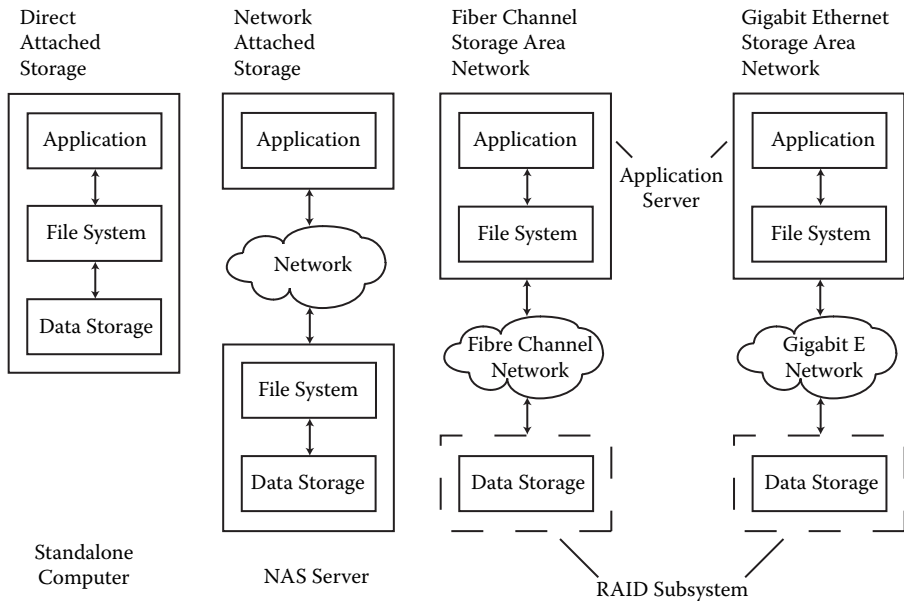 Direct
Attached
Storage
Network
Attached
Storage
Fiber Channel
Storage Area
Network
Gigabit Ethernet
Storage Area
Network
Application
File System
Data Storage
Standalone
Computer
Application
Network
File System
Data Storage
NAS Server
Application
File System
Fibre Channel
Network
Data Storage
Application
Server
Application
File System
Gigabit E
Network
Data Storage
RAID Subsystem